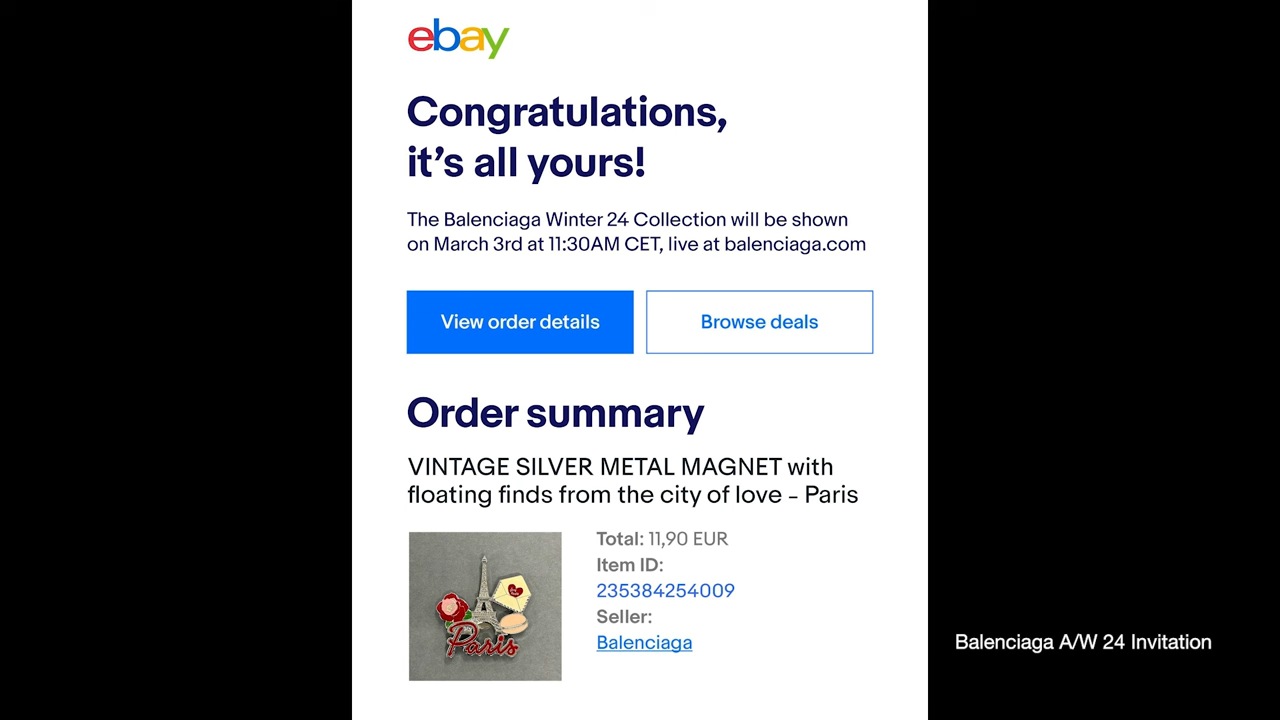 ebay
Congratulations,
it’s all yours!
The Balenciaga Winter 24 Collection will be shown
on March 3rd at 11:30AM CET, live at balenciaga.com
View order details
Browse deals
Order summary
VINTAGE SILVER METAL MAGNET with
floating finds from the city of love - Paris
Paris
Total: 11,90 EUR
Item ID:
235384254009
Seller:
Balenciaga
Balenciaga A/W 24 Invitation